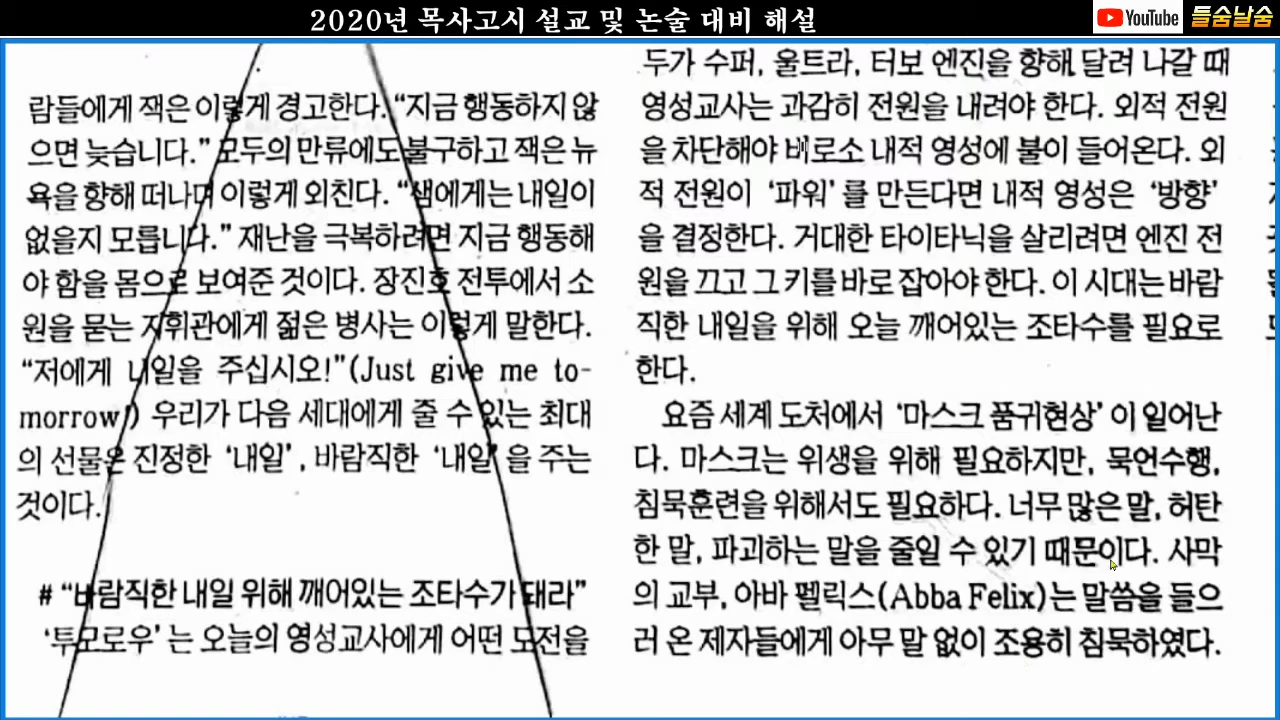 2020년 목사고시 설교 및 논술 대비 해설
YouTube 들숨날숨
람들에게 잭은 이렇게 경고한다. “지금 행동하지 않
으면 늦습니다.” 모두의 만류에도 불구하고 잭은 뉴
욕을 향해 떠나며 이렇게 외친다. “샘에게는 내일이
없을지 모릅니다.” 재난을 극복하려면 지금 행동해
야 함을 몸으로 보여준 것이다. 장진호 전투에서 소
원을 묻는 지휘관에게 젊은 병사는 이렇게 말한다.
“저에게 내일을 주십시오!”(Just give me to-
morrow!) 우리가 다음 세대에게 줄 수 있는 최대
의 선물은 진정한 ‘내일’, 바람직한 ‘내일’을 주는
것이다.
# “바람직한 내일 위해 깨어있는 조타수가 돼라”
‘투모로우’는 오늘의 영성교사에게 어떤 도전을
두가 수퍼, 울트라, 터보 엔진을 향해 달려 나갈 때
영성교사는 과감히 전원을 내려야 한다. 외적 전원
을 차단해야 비로소 내적 영성에 불이 들어온다. 외
적 전원이 ‘파워’를 만든다면 내적 영성은 ‘방향’
을 결정한다. 거대한 타이타닉을 살리려면 엔진 전
원을 끄고 그 키를 바로 잡아야 한다. 이 시대는 바람
직한 내일을 위해 오늘 깨어있는 조타수를 필요로
한다.
요즘 세계 도처에서 ‘마스크 품귀현상’이 일어난
다. 마스크는 위생을 위해 필요하지만, 묵언수행,
침묵훈련을 위해서도 필요하다. 너무 많은 말, 허탄
한 말, 파괴하는 말을 줄일 수 있기 때문이다. 사막
의 교부, 아바 펠릭스(Abba Felix)는 말씀을 들으
러 온 제자들에게 아무 말 없이 조용히 침묵하였다.